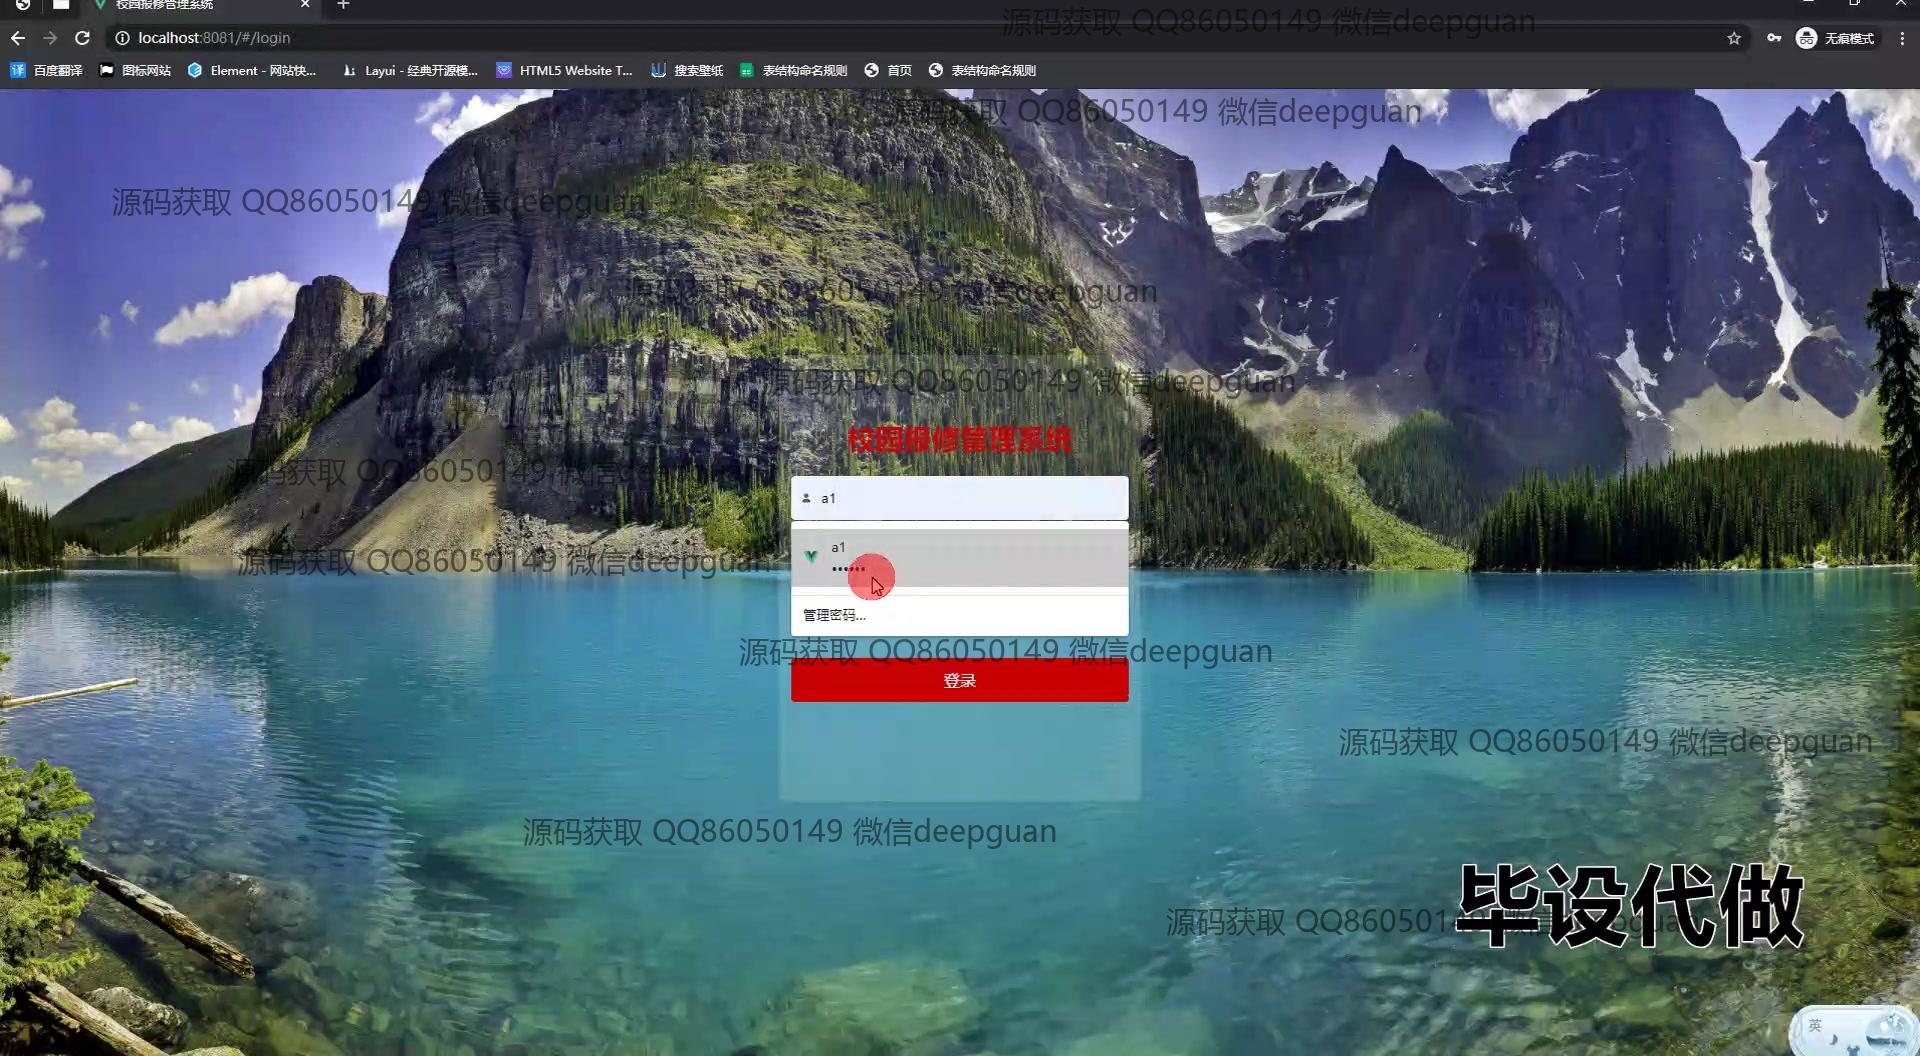 校园报修管理系统
源码获取 QQ86050149 微信deepguan
localhost:8081/#/login
无痕模式
百度翻译
图标网站
Element - 网站快...
Layui - 经典开源模...
HTML5 Website T...
搜索壁纸
表结构命名规则
首页
表结构命名规则
源码获取 QQ86050149 微信deepguan
源码获取 QQ86050149 微信deepguan
源码获取 QQ86050149 微信deepguan
源码获取 QQ86050149 微信deepguan
校园报修管理系统
源码获取 QQ86050149 微信deepguan
a1
a1
••••••
源码获取 QQ86050149 微信deepguan
管理密码...
源码获取 QQ86050149 微信deepguan
登录
源码获取 QQ86050149 微信deepguan
源码获取 QQ86050149 微信deepguan
毕设代做
源码获取 QQ86050149 微信deepguan
英